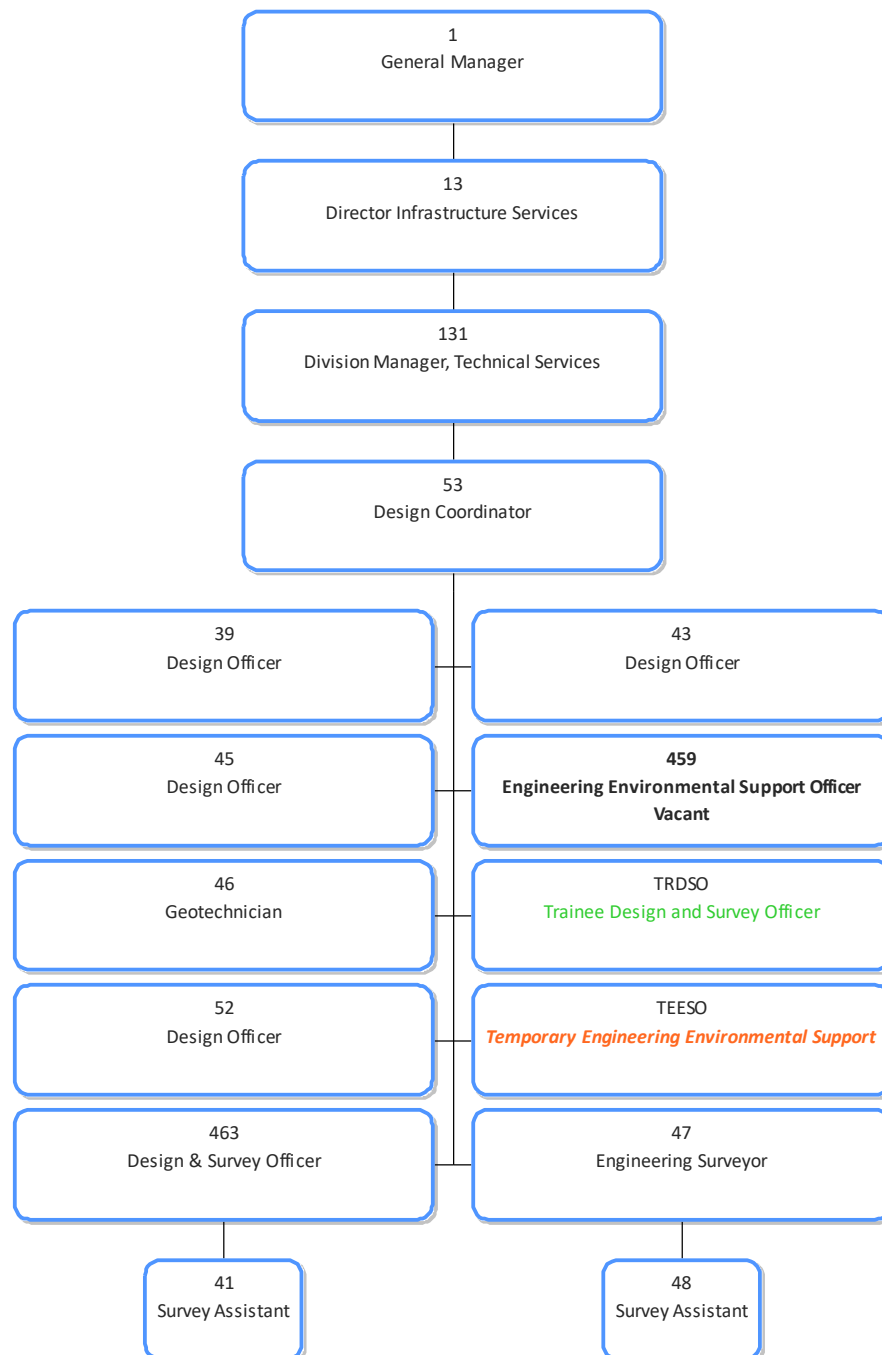 1
General Manager
13
Director Infrastructure Services
131
Division Manager, Technical Services
53
Design Coordinator
39
Design Officer
43
Design Officer
45
Design Officer
459
Engineering Environmental Support Officer
Vacant
46
Geotechnician
TRDSO
Trainee Design and Survey Officer
52
Design Officer
TEESO
Temporary Engineering Environmental Support
463
Design & Survey Officer
47
Engineering Surveyor
41
Survey Assistant
48
Survey Assistant